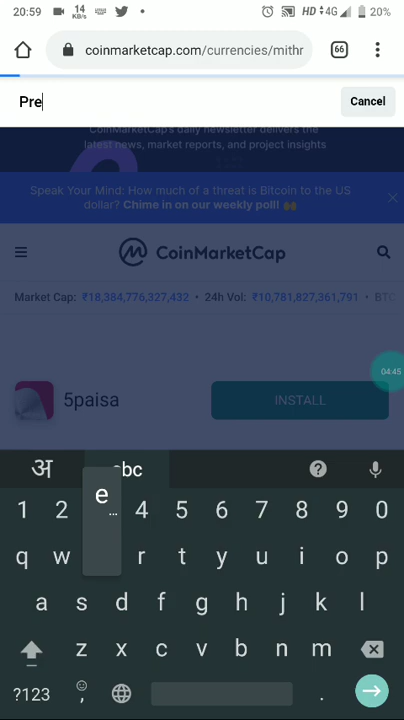 20:59 14 KB/s HD 4G 20%
coinmarketcap.com/currencies/mithr 66
Pre Cancel
CoinMarketCap's daily newsletter delivers the
latest news, market reports, and project insights
Speak Your Mind: How much of a threat is Bitcoin to the US
dollar? Chime in on our weekly poll! 🙌
CoinMarketCap
Market Cap: ₹18,384,776,327,432 • 24h Vol: ₹10,781,827,361,791 • BTC
04:45
5paisa INSTALL
अ abc
e
...
1 2 4 5 6 7 8 9 0
q w r t y u i o p
a s d f g h j k l
z x c v b n m
?123 , .